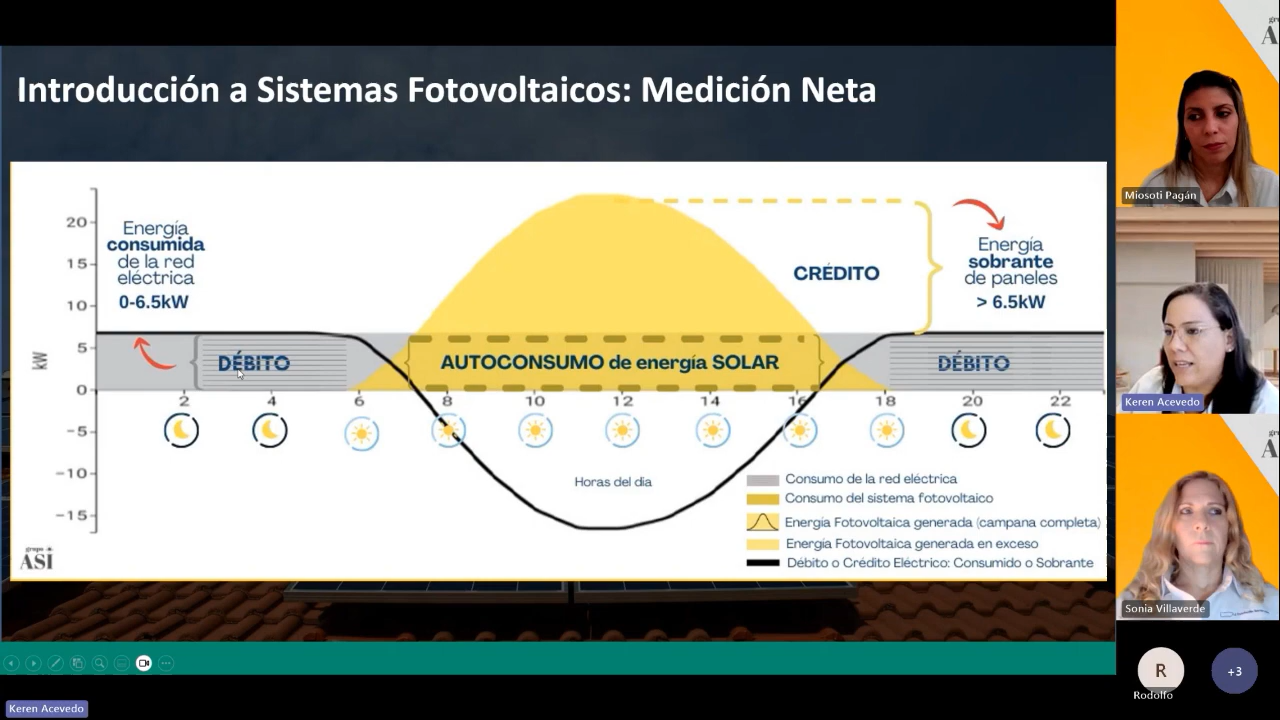 Introducción a Sistemas Fotovoltaicos: Medición Neta
Energía
consumida
de la red
eléctrica
0-6.5kW
CRÉDITO
Energía
sobrante
de paneles
> 6.5kW
DÉBITO
AUTOCONSUMO de energía SOLAR
DÉBITO
kW
20
15
10
5
0
-5
-10
-15
2
4
6
8
10
12
14
16
18
20
22
Horas del día
Consumo de la red eléctrica
Consumo del sistema fotovoltaico
Energía Fotovoltaica generada (campana completa)
Energía Fotovoltaica generada en exceso
Débito o Crédito Eléctrico: Consumido o Sobrante
grupo
ASI
Miosoti Pagán
Keren Acevedo
Sonia Villaverde
R
+3
Rodolfo
Keren Acevedo